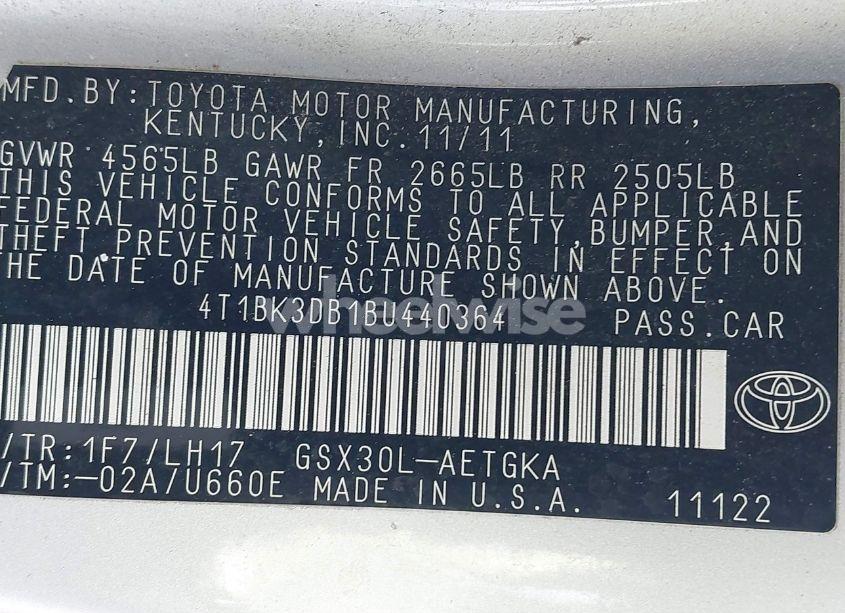 MFD.BY:TOYOTA MOTOR MANUFACTURING,
KENTUCKY,INC.11/11
GVWR 4565LB GAWR FR 2665LB RR 2505LB
THIS VEHICLE CONFORMS TO ALL APPLICABLE
FEDERAL MOTOR VEHICLE SAFETY,BUMPER,AND
THEFT PREVENTION STANDARDS IN EFFECT ON
THE DATE OF MANUFACTURE SHOWN ABOVE.
4T1BK3DB1BU440364 PASS.CAR
wheelwise
/TR:1F7/LH17 GSX30L-AETGKA
/TM:-02A/U660E MADE IN U.S.A. 11122